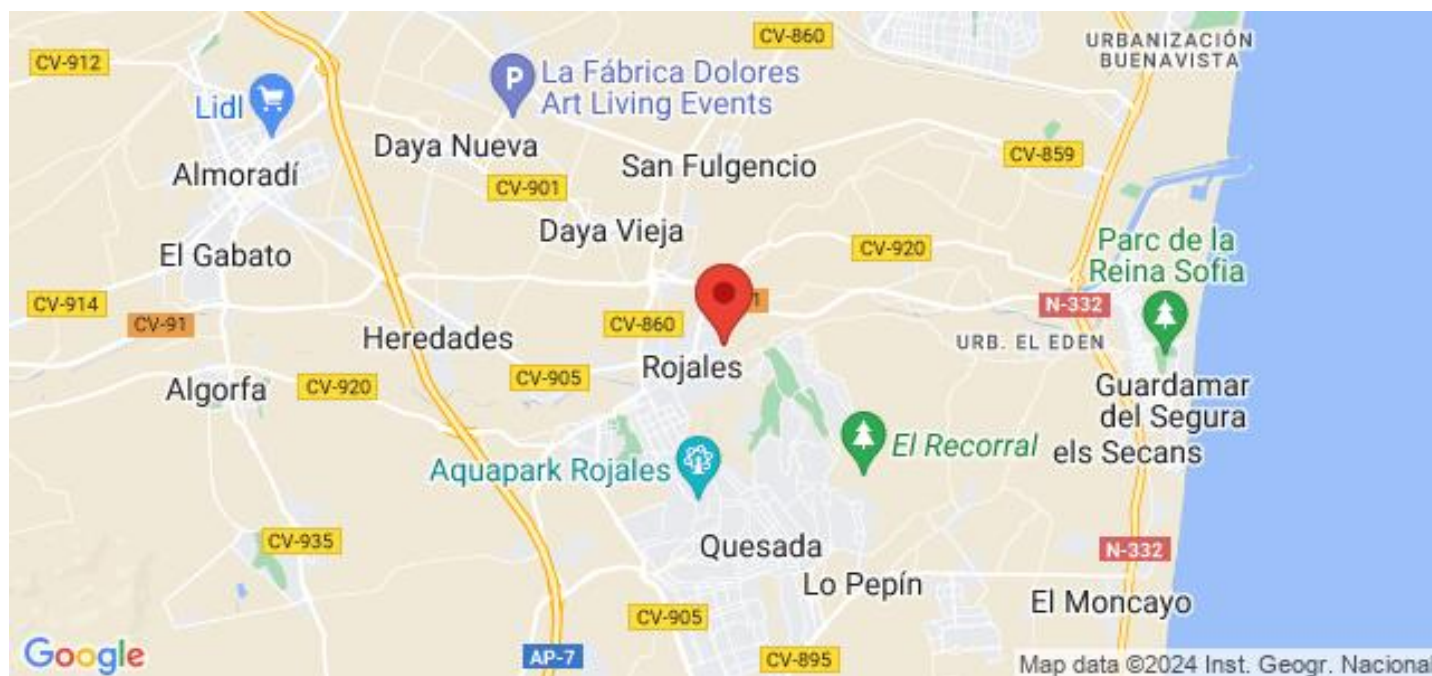 CV-860
URBANIZACIÓN
BUENAVISTA
CV-912
La Fábrica Dolores
Art Living Events
P
Lidl
Daya Nueva
CV-859
San Fulgencio
Almoradí
CV-901
Daya Vieja
Parc de la
Reina Sofia
El Gabato
CV-920
CV-914
N-332
CV-91
CV-860
Heredades
URB. EL EDEN
Rojales
CV-905
Algorfa
CV-920
Guardamar
del Segura
El Recorral
els Secans
Aquapark Rojales
CV-935
Quesada
N-332
Lo Pepín
El Moncayo
CV-905
Google
AP-7
CV-895
Map data ©2024 Inst. Geogr. Nacional